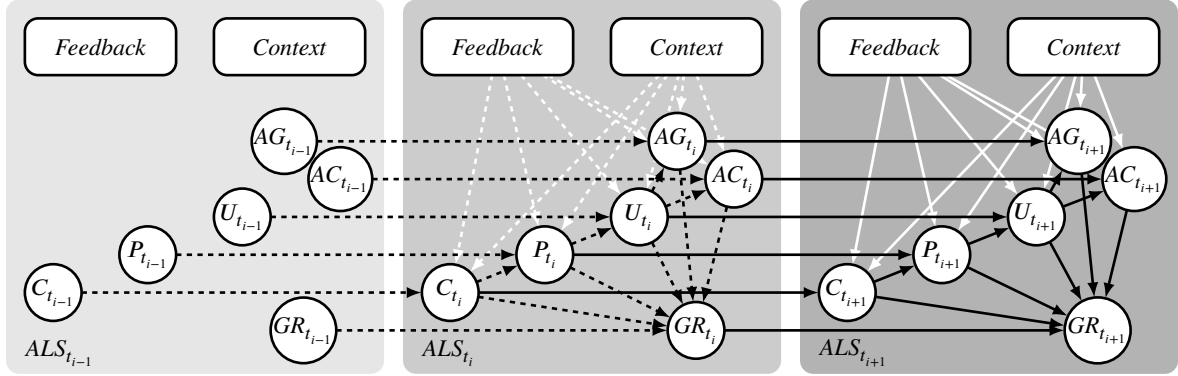 Feedback Context Feedback Context Feedback Context
AG_{t_{i−1}} AG_{t_i} AG_{t_{i+1}}
AC_{t_{i−1}} AC_{t_i} AC_{t_{i+1}}
U_{t_{i−1}} U_{t_i} U_{t_{i+1}}
P_{t_{i−1}} P_{t_i} P_{t_{i+1}}
C_{t_{i−1}} C_{t_i} C_{t_{i+1}}
GR_{t_{i−1}} GR_{t_i} GR_{t_{i+1}}
ALS_{t_{i−1}} ALS_{t_i} ALS_{t_{i+1}}